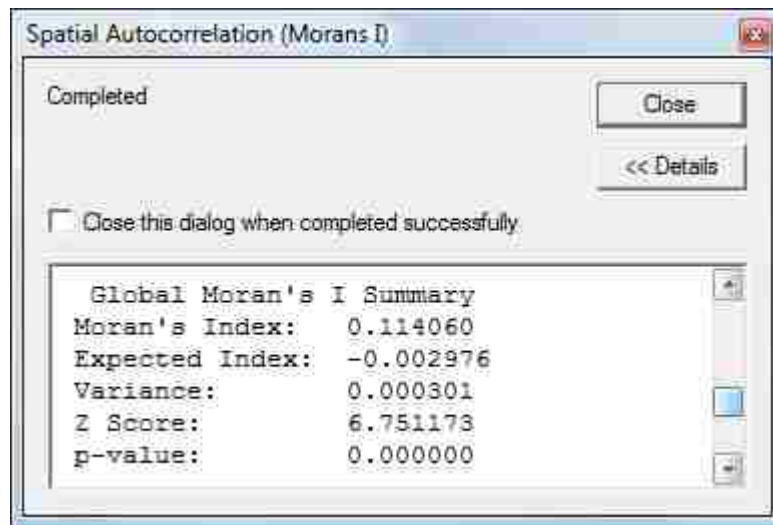 Spatial Autocorrelation (Morans I)
Completed
Close
<< Details
Close this dialog when completed successfully
Global Moran's I Summary
Moran's Index: 0.114060
Expected Index: -0.002976
Variance: 0.000301
Z Score: 6.751173
p-value: 0.000000